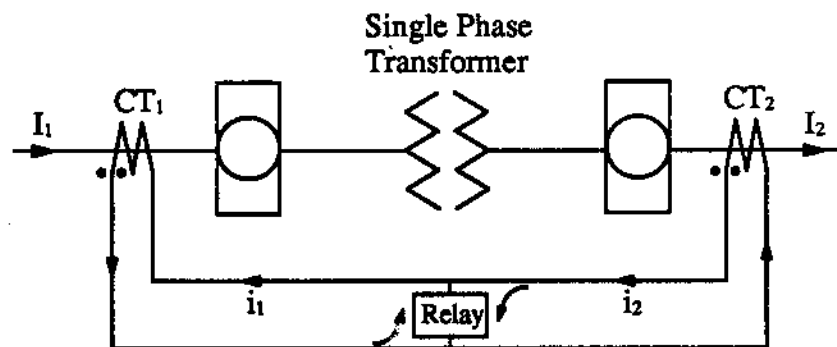 Single Phase
Transformer
CT₁
CT₂
I₁
I₂
i₁
Relay
i₂